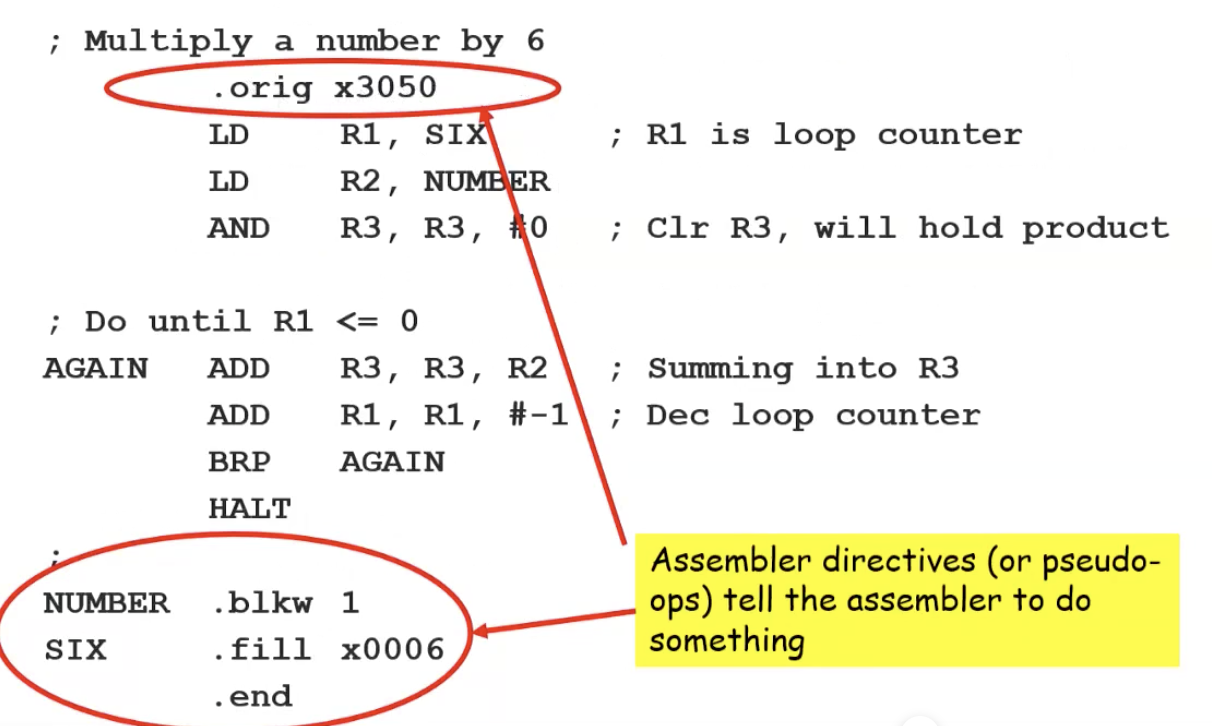 ; Multiply a number by 6
.orig x3050
LD R1, SIX ; R1 is loop counter
LD R2, NUMBER
AND R3, R3, #0 ; Clr R3, will hold product
; Do until R1 <= 0
AGAIN ADD R3, R3, R2 ; Summing into R3
ADD R1, R1, #-1 ; Dec loop counter
BRP AGAIN
HALT
;
NUMBER .blkw 1
SIX .fill x0006
.end
Assembler directives (or pseudo-
ops) tell the assembler to do
something